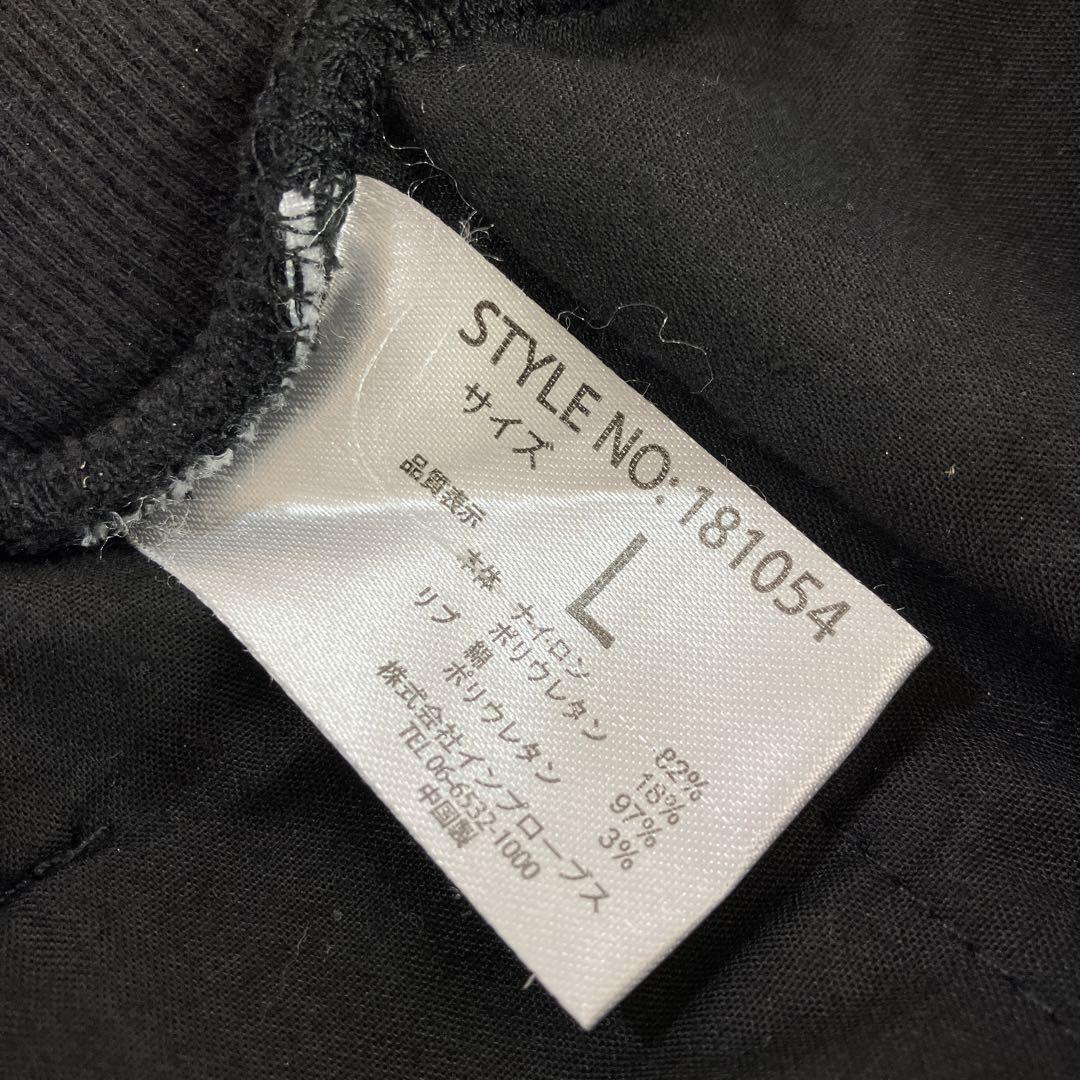 STYLE NO:181054
サイズ L
品質表示
本体 ナイロン 82%
ポリウレタン 18%
リブ 綿 97%
ポリウレタン 3%
株式会社インプローブス
TEL06-6532-1000
中国製